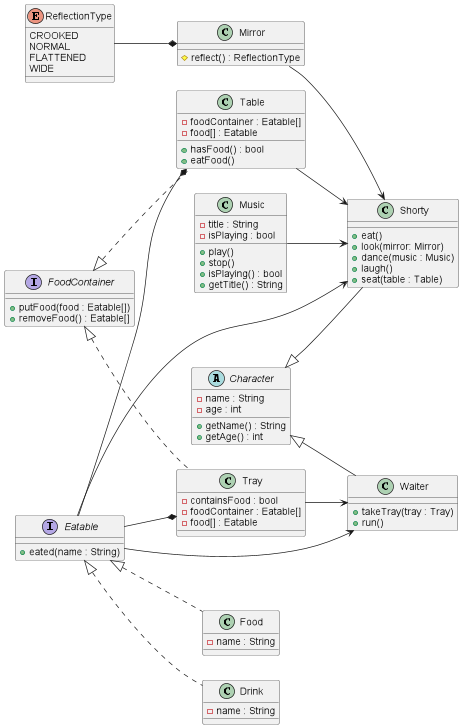 ReflectionType
CROOKED
NORMAL
FLATTENED
WIDE
Mirror
reflect() : ReflectionType
Table
foodContainer : Eatable[]
food[] : Eatable
hasFood() : bool
eatFood()
Music
title : String
isPlaying : bool
play()
stop()
isPlaying() : bool
getTitle() : String
Shorty
eat()
look(mirror: Mirror)
dance(music : Music)
laugh()
seat(table : Table)
FoodContainer
putFood(food : Eatable[])
removeFood() : Eatable[]
Character
name : String
age : int
getName() : String
getAge() : int
Tray
containsFood : bool
foodContainer : Eatable[]
food[] : Eatable
Waiter
takeTray(tray : Tray)
run()
Eatable
eated(name : String)
Food
name : String
Drink
name : String